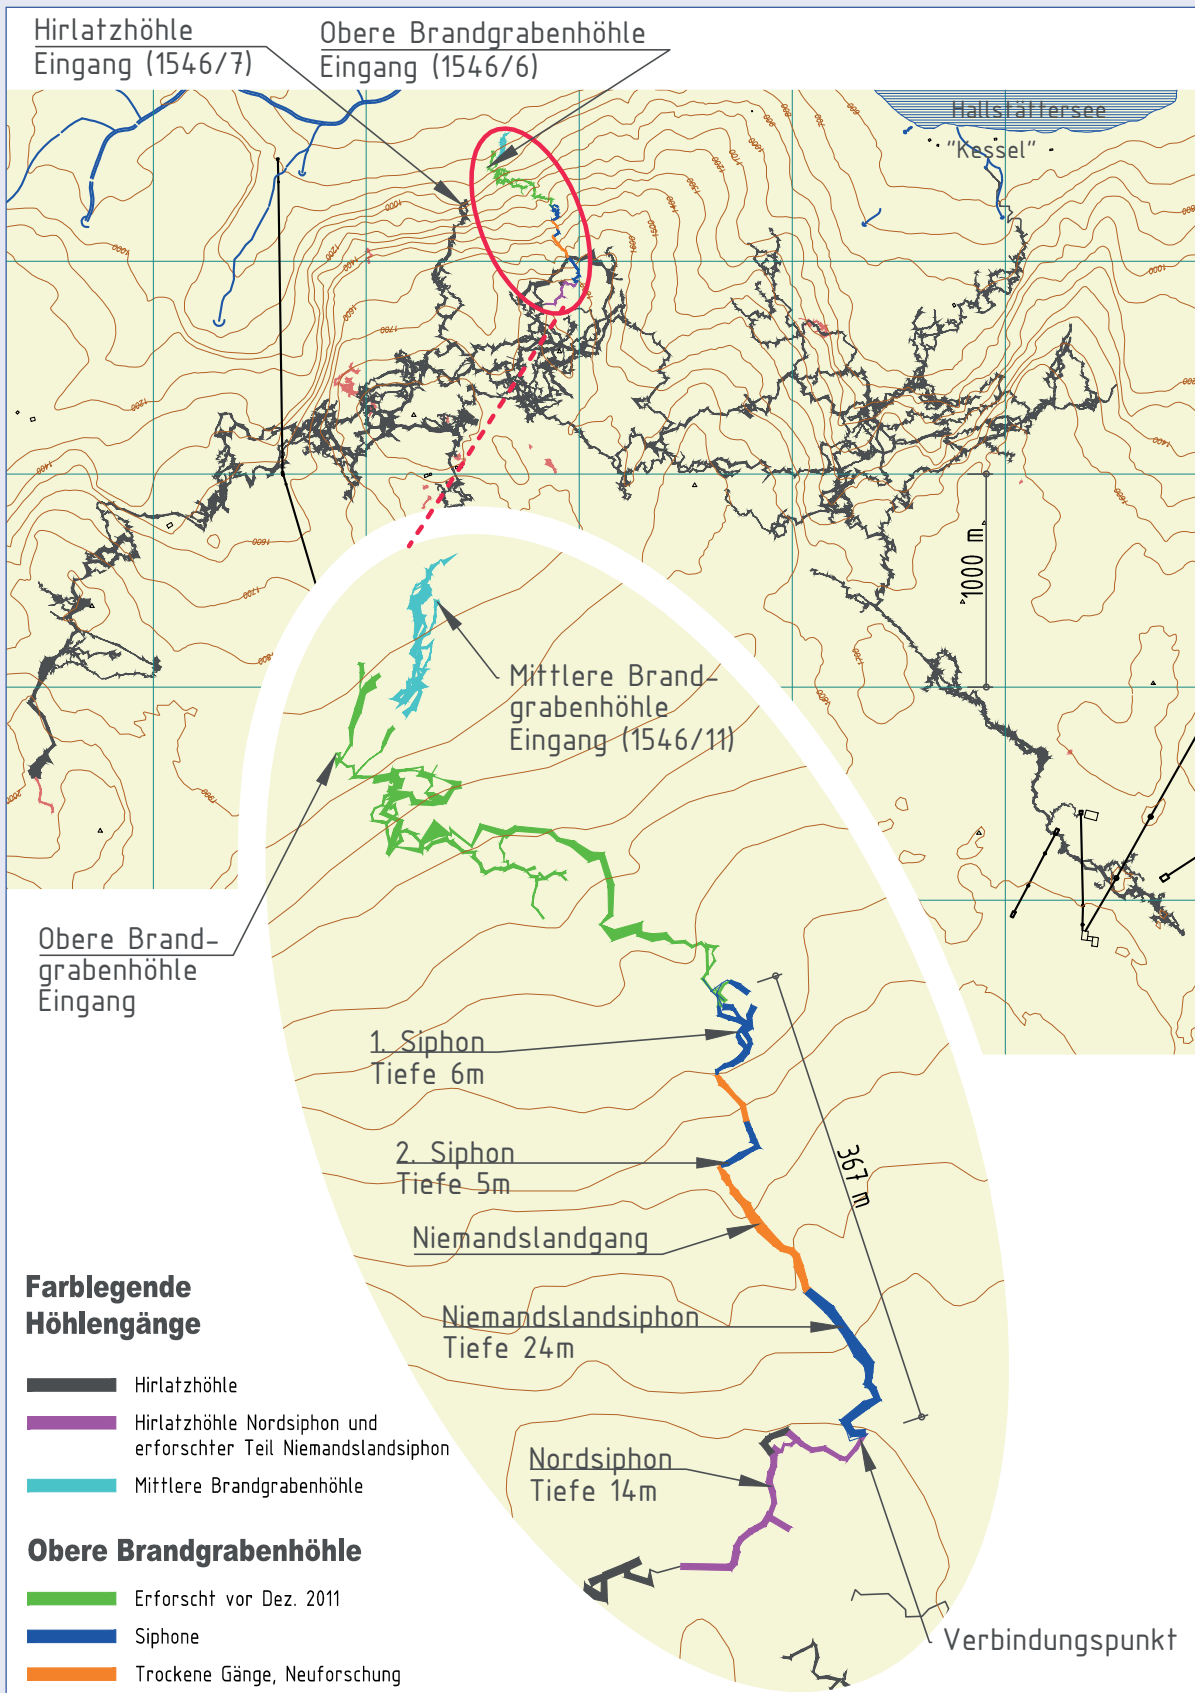 Hirlatzhöhle
Eingang (1546/7)
Obere Brandgrabenhöhle
Eingang (1546/6)
Hallstättersee
"Kessel"
1000 m
Mittlere Brand-
grabenhöhle
Eingang (1546/11)
Obere Brand-
grabenhöhle
Eingang
1. Siphon
Tiefe 6m
2. Siphon
Tiefe 5m
367 m
Niemandslandgang
Niemandslandsiphon
Tiefe 24m
Nordsiphon
Tiefe 14m
Verbindungspunkt
Farblegende
Höhlengänge
Hirlatzhöhle
Hirlatzhöhle Nordsiphon und
erforschter Teil Niemandslandsiphon
Mittlere Brandgrabenhöhle
Obere Brandgrabenhöhle
Erforscht vor Dez. 2011
Siphone
Trockene Gänge, Neuforschung